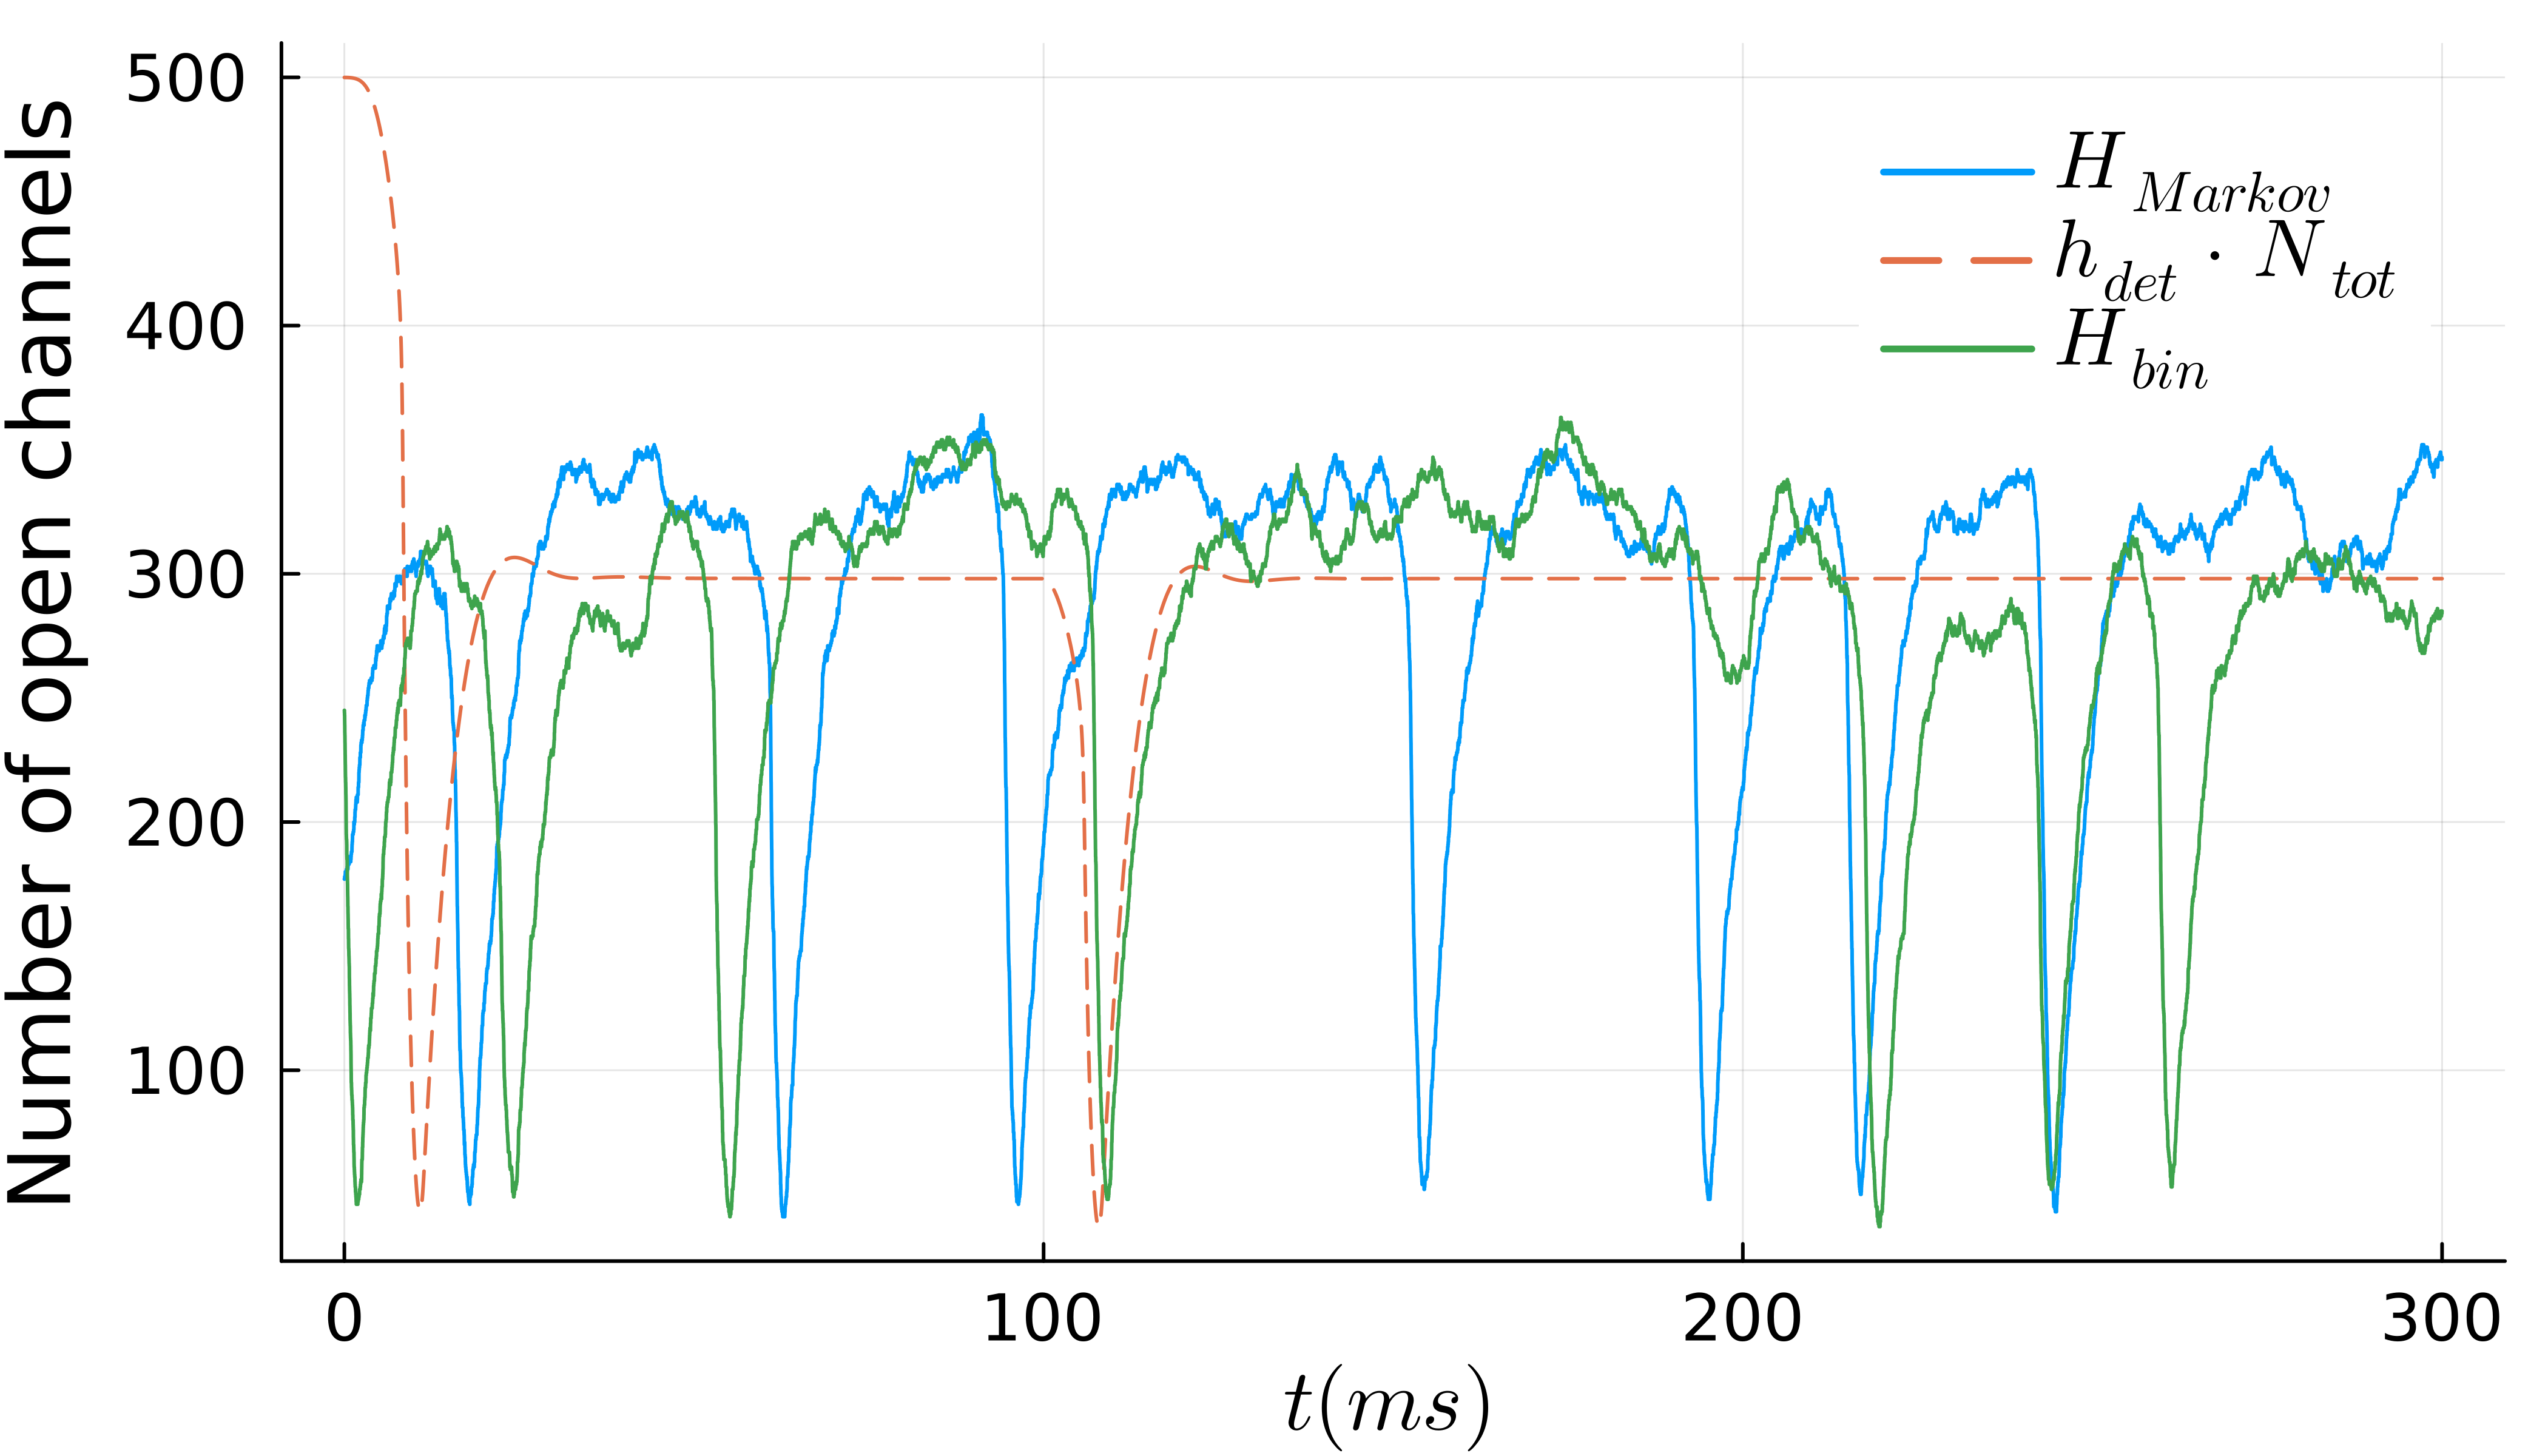 Number of open channels
500
400
300
200
100
0 100 200 300
t(ms)
H_Markov
h_det · N_tot
H_bin